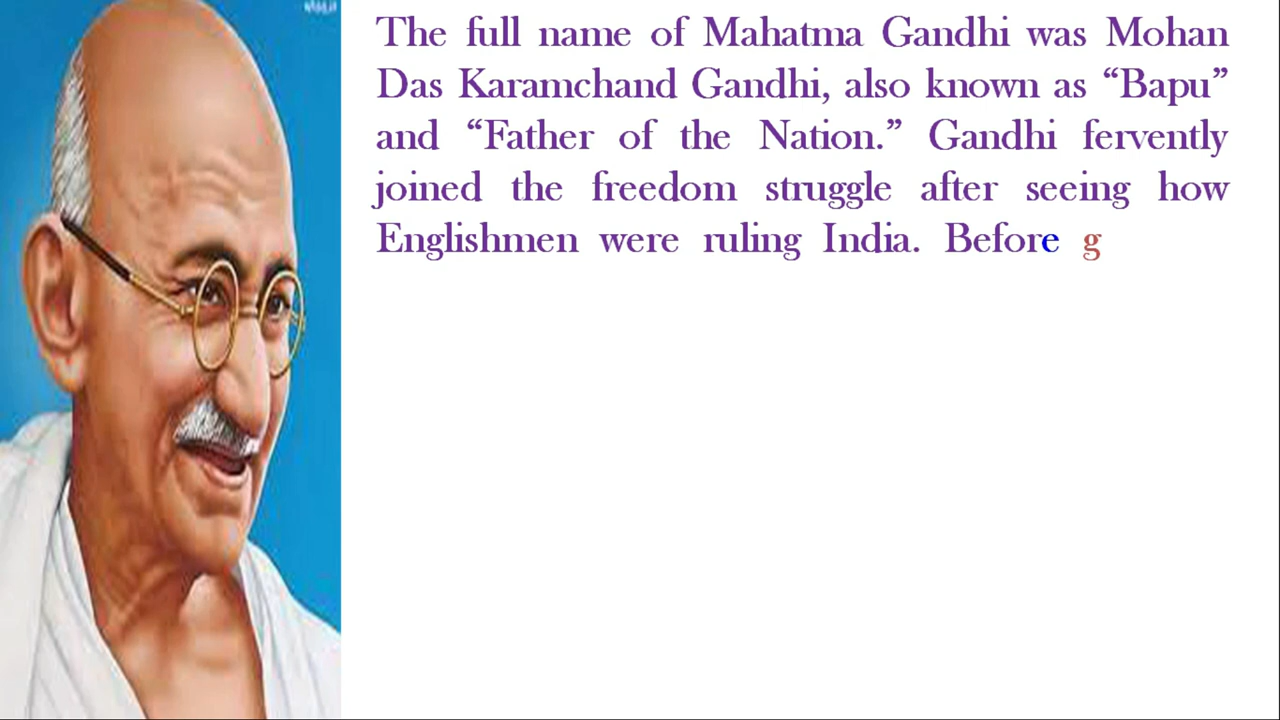 The full name of Mahatma Gandhi was Mohan
Das Karamchand Gandhi, also known as “Bapu”
and “Father of the Nation.” Gandhi fervently
joined the freedom struggle after seeing how
Englishmen were ruling India. Before g